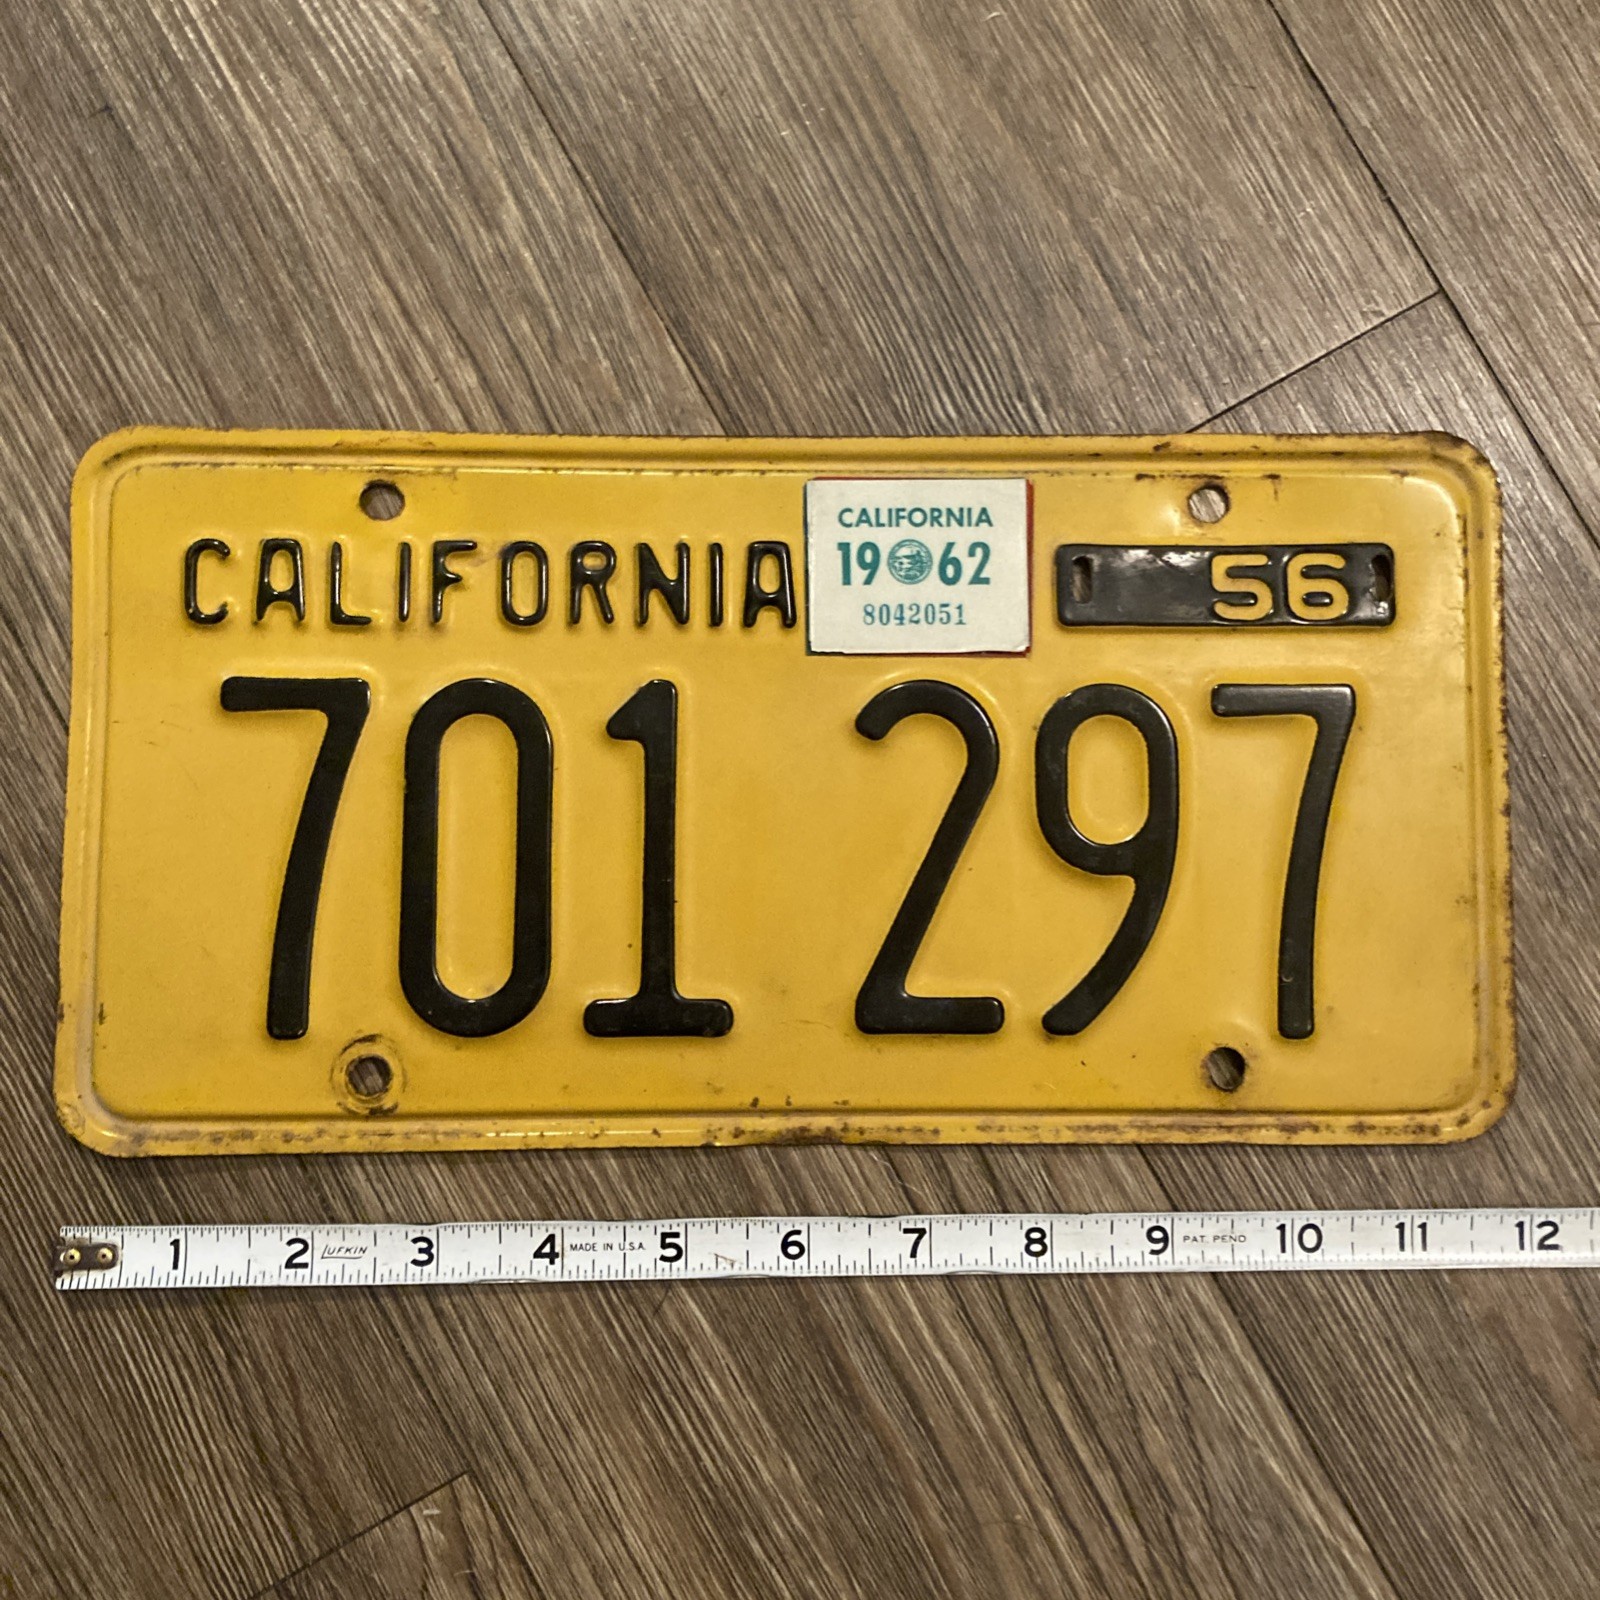 CALIFORNIA
CALIFORNIA
1962
8042051
56
701 297
1 2 LUFKIN 3 4 MADE IN U.S.A. 5 6 7 8 9 PAT. PEND 10 11 12